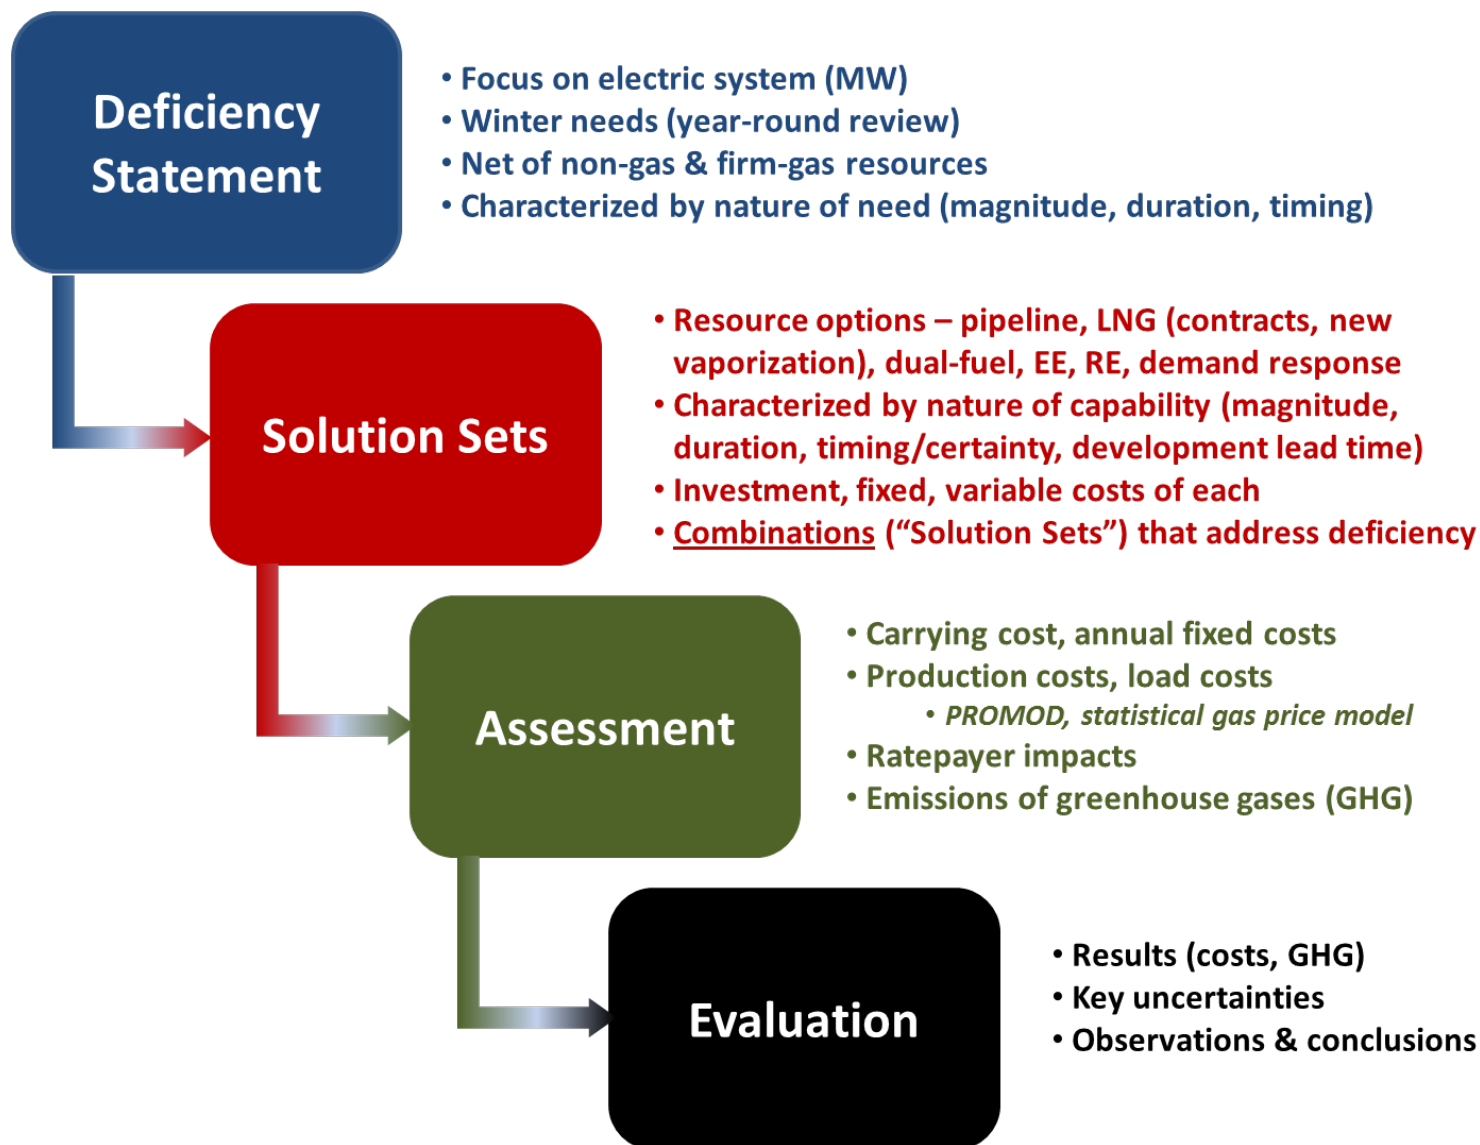 Deficiency
Statement
• Focus on electric system (MW)
• Winter needs (year-round review)
• Net of non-gas & firm-gas resources
• Characterized by nature of need (magnitude, duration, timing)
Solution Sets
• Resource options – pipeline, LNG (contracts, new
vaporization), dual-fuel, EE, RE, demand response
• Characterized by nature of capability (magnitude,
duration, timing/certainty, development lead time)
• Investment, fixed, variable costs of each
• Combinations (“Solution Sets”) that address deficiency
Assessment
• Carrying cost, annual fixed costs
• Production costs, load costs
• PROMOD, statistical gas price model
• Ratepayer impacts
• Emissions of greenhouse gases (GHG)
Evaluation
• Results (costs, GHG)
• Key uncertainties
• Observations & conclusions